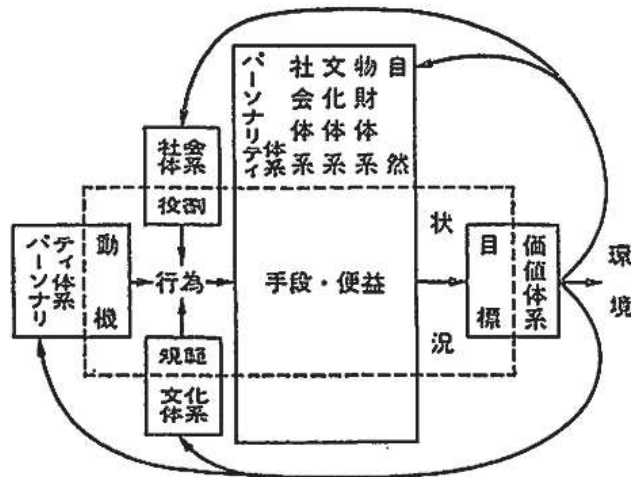 パーソナリティ体系
社会体系
文化体系
物財体系
自然
社会体系
役割
パーソナリティ体系
動機
行為
手段・便益
状況
目標
価値体系
環境
規範
文化体系